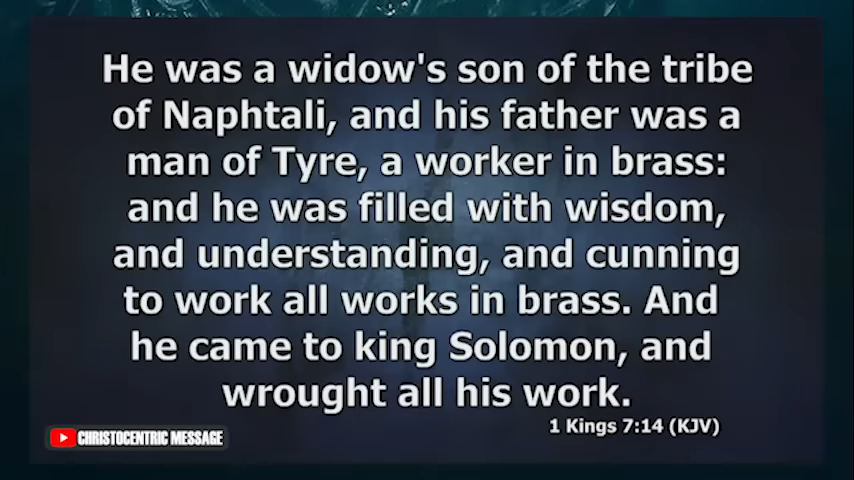 He was a widow's son of the tribe
of Naphtali, and his father was a
man of Tyre, a worker in brass:
and he was filled with wisdom,
and understanding, and cunning
to work all works in brass. And
he came to king Solomon, and
wrought all his work.
1 Kings 7:14 (KJV)
CHRISTOCENTRIC MESSAGE